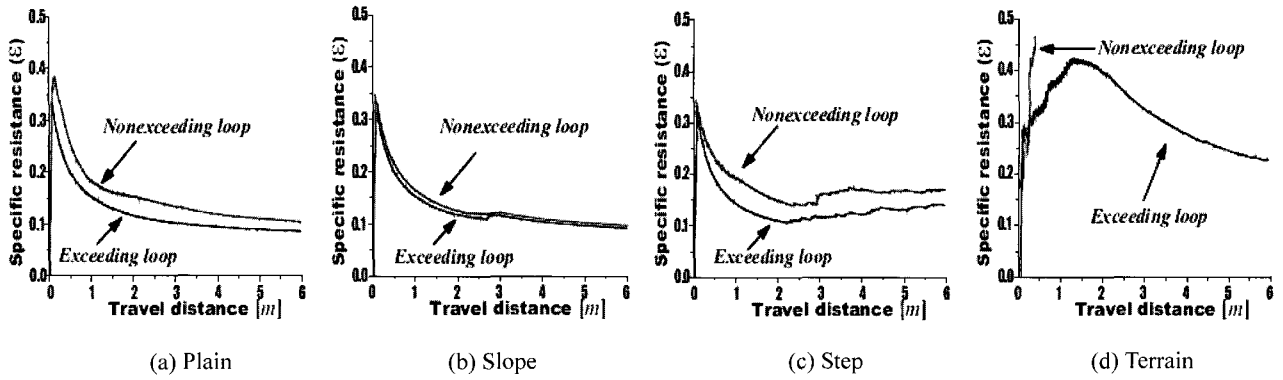 Specific resistance (ε)
0.5
0.4
0.3
0.2
0.1
0.0
Nonexceeding loop
Exceeding loop
0 1 2 3 4 5 6
Travel distance [m]
(a) Plain
Specific resistance (ε)
0.5
0.4
0.3
0.2
0.1
0.0
Nonexceeding loop
Exceeding loop
0 1 2 3 4 5 6
Travel distance [m]
(b) Slope
Specific resistance (ε)
0.5
0.4
0.3
0.2
0.1
0.0
Nonexceeding loop
Exceeding loop
0 1 2 3 4 5 6
Travel distance [m]
(c) Step
Specific resistance (ε)
0.5
0.4
0.3
0.2
0.1
0.0
Nonexceeding loop
Exceeding loop
0 1 2 3 4 5 6
Travel distance [m]
(d) Terrain